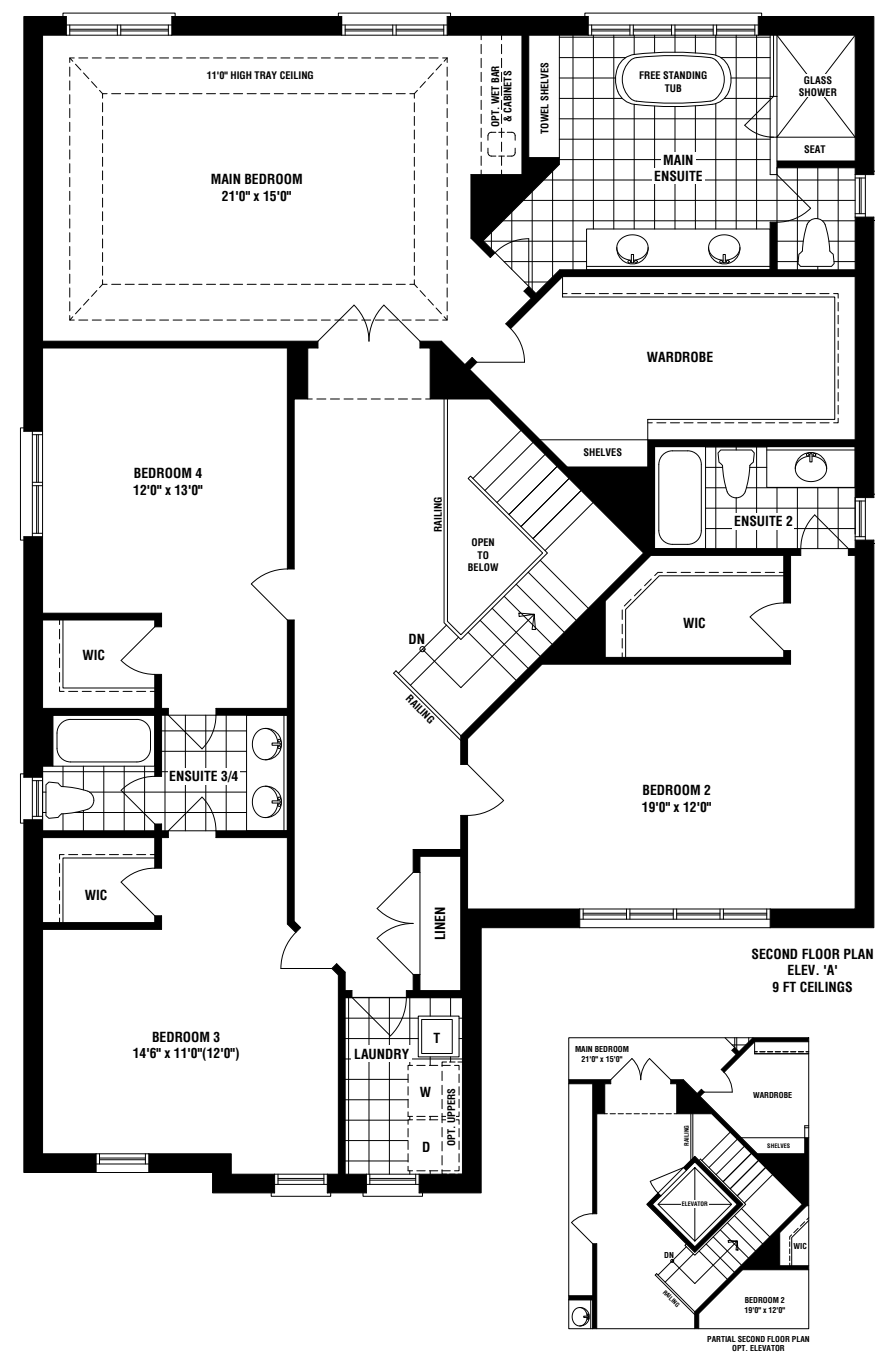 11'0" HIGH TRAY CEILING
MAIN BEDROOM
21'0" x 15'0"
OPT. WET BAR
& CABINETS
TOWEL SHELVES
FREE STANDING
TUB
GLASS
SHOWER
SEAT
MAIN
ENSUITE
WARDROBE
SHELVES
BEDROOM 4
12'0" x 13'0"
RAILING
OPEN
TO
BELOW
ENSUITE 2
WIC
DN
RAILING
WIC
ENSUITE 3/4
BEDROOM 2
19'0" x 12'0"
WIC
LINEN
SECOND FLOOR PLAN
ELEV. 'A'
9 FT CEILINGS
BEDROOM 3
14'6" x 11'0"(12'0")
LAUNDRY
T
W
D
OPT. UPPERS
MAIN BEDROOM
21'0" x 15'0"
WARDROBE
RAILING
SHELVES
ELEVATOR
WIC
DN
RAILING
BEDROOM 2
19'0" x 12'0"
PARTIAL SECOND FLOOR PLAN
OPT. ELEVATOR